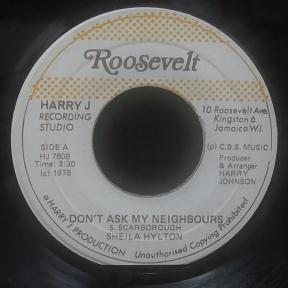 Roosevelt
HARRY J
RECORDING
STUDIO
10 Roosevelt Ave.
Kingston 6
Jamaica W.I.
SIDE A
HJ 7808
Time: 3:30
(c) 1978
(p) C.B.S. MUSIC
Producer
& Arranger
HARRY
JOHNSON
DON'T ASK MY NEIGHBOURS
S. SCARBOROUGH
SHEILA HYLTON
a HARRY J PRODUCTION Unauthorised Copying Prohibited